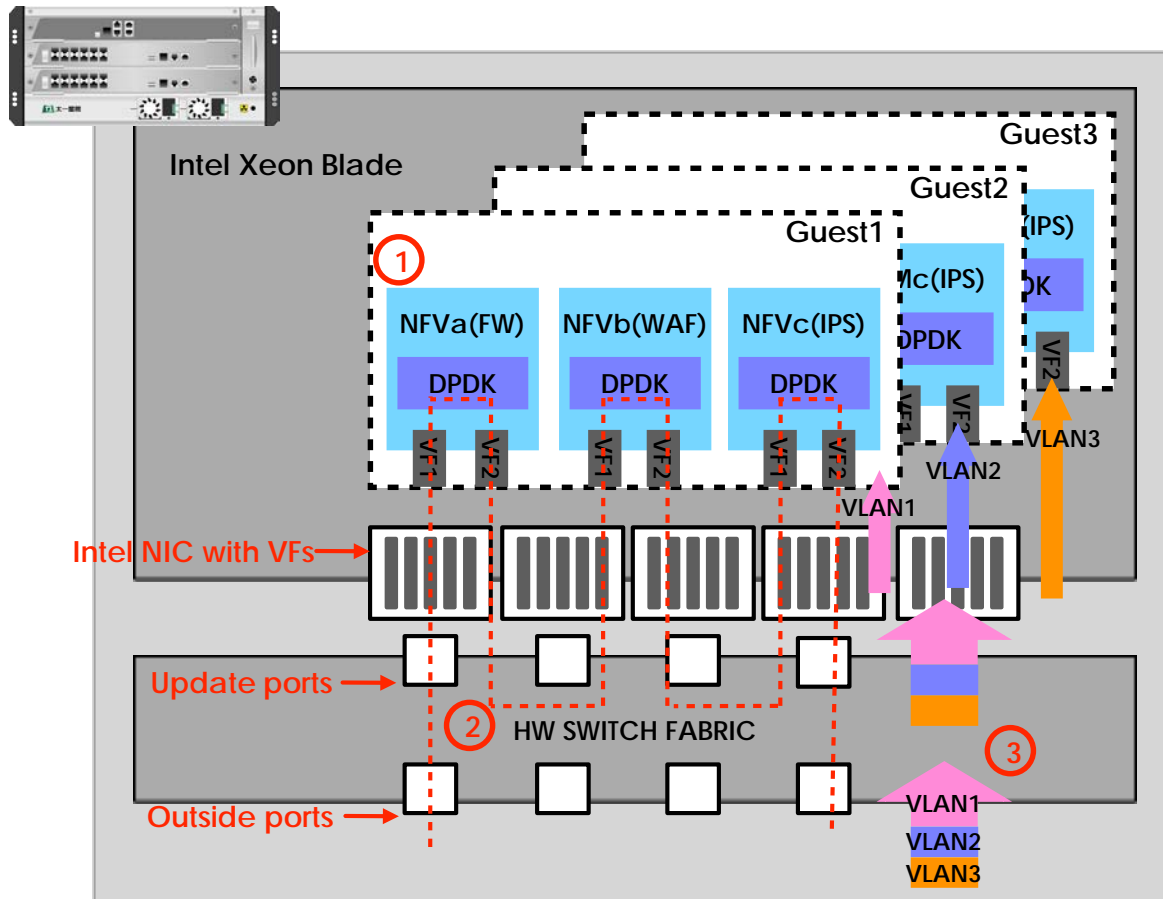 Guest3
Intel Xeon Blade
Guest2
Guest1
1
(IPS)
Mc(IPS)
NFVa(FW)
NFVb(WAF)
NFVc(IPS)
DK
DPDK
DPDK
DPDK
DPDK
VF2
VF1
VF2
VF1
VF2
VF1
VF2
VF1
VF2
VLAN3
VLAN2
VLAN1
Intel NIC with VFs
Update ports
2
HW SWITCH FABRIC
3
Outside ports
VLAN1
VLAN2
VLAN3